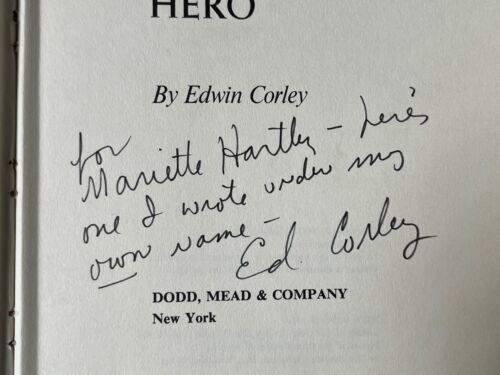 HERO
By Edwin Corley
for
Mariette Hartley - here's
one I wrote under my
own name -
Ed. Corley
DODD, MEAD & COMPANY
New York